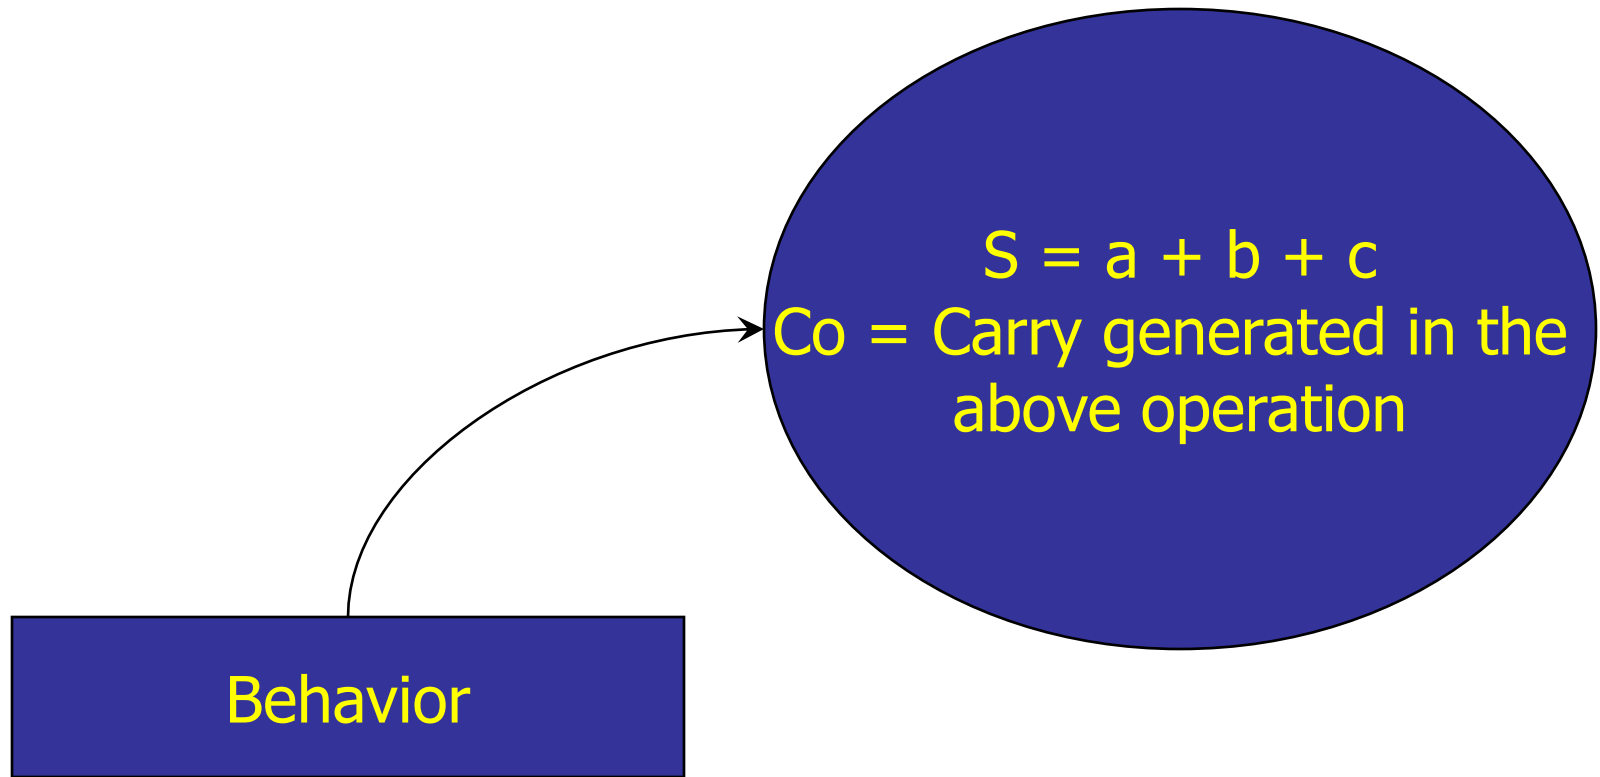 S = a + b + c
Co = Carry generated in the
above operation
Behavior